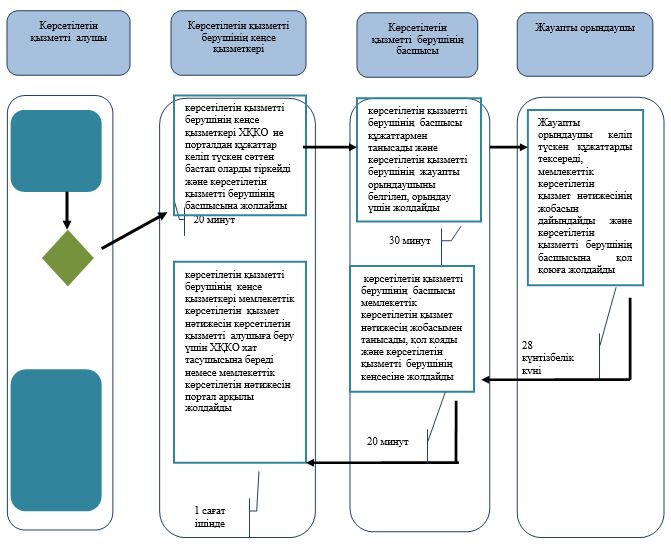 Көрсетілетін
қызметті алушы
Көрсетілетін қызметті
берушінің кеңсе
қызметкері
Көрсетілетін
қызметті берушінің
басшысы
Жауапты орындаушы
көрсетілетін қызметті
берушінің кеңсе
қызметкері ХҚКО не
порталдан құжаттар
келіп түскен сәттен
бастап оларды тіркейді
және көрсетілетін
қызметті берушінің
басшысына жолдайды
20 минут
көрсетілетін қызметті
берушінің басшысы
құжаттармен
танысады және
көрсетілетін қызметті
берушінің жауапты
орындаушыны
белгілеп, орындау
үшін жолдайды
30 минут
Жауапты
орындаушы келіп
түскен құжаттарды
тексереді,
мемлекеттік
көрсетілетін
қызмет нәтижесінің
жобасын
дайындайды және
көрсетілетін
қызметті берушінің
басшысына қол
қоюға жолдайды
28
күнтізбелік
күні
көрсетілетін қызметті
берушінің басшысы
мемлекеттік
көрсетілетін қызмет
нәтижесің жобасымен
танысады, қол қояды
және көрсетілетін
қызметті берушінің
кеңсесіне жолдайды
20 минут
көрсетілетін қызметті
берушінің кеңсе
қызметкері мемлекеттік
көрсетілетін қызмет
нәтижесін көрсетілетін
қызметті алушыға беру
үшін ХҚКО хат
тасушысына береді
немесе мемлекеттік
көрсетілетін нәтижесін
портал арқылы
жолдайды
1 сағат
ішінде